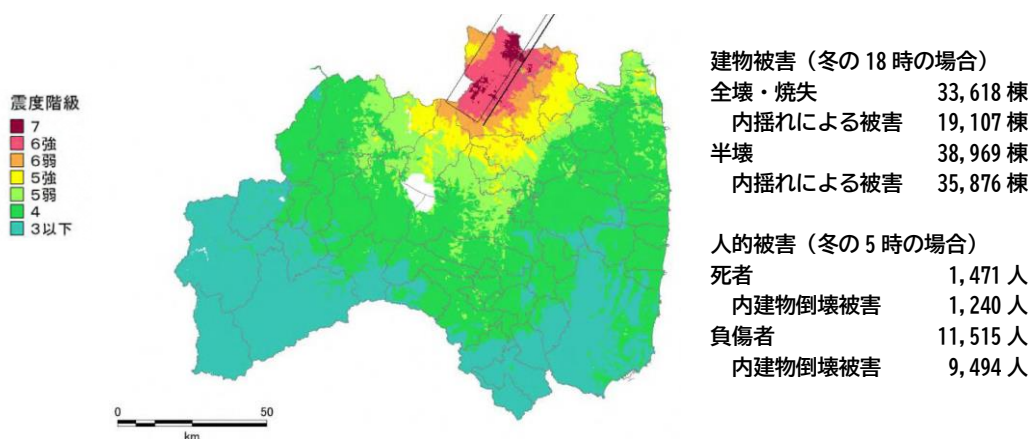 震度階級
7
6強
6弱
5強
5弱
4
3以下
0 50
km
建物被害（冬の18時の場合）
全壊・焼失 33,618棟
内揺れによる被害 19,107棟
半壊 38,969棟
内揺れによる被害 35,876棟
人的被害（冬の5時の場合）
死者 1,471人
内建物倒壊被害 1,240人
負傷者 11,515人
内建物倒壊被害 9,494人